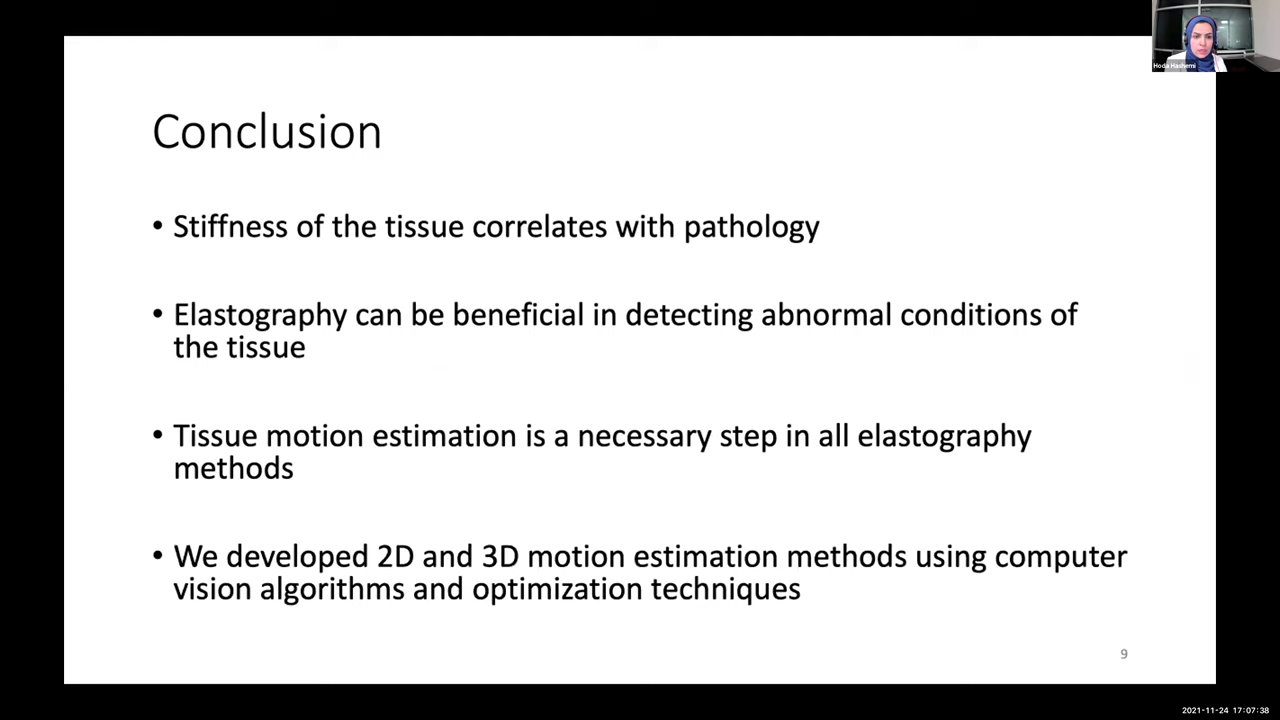 Hoda Hashemi
Conclusion
• Stiffness of the tissue correlates with pathology
• Elastography can be beneficial in detecting abnormal conditions of
the tissue
• Tissue motion estimation is a necessary step in all elastography
methods
• We developed 2D and 3D motion estimation methods using computer
vision algorithms and optimization techniques
9
2021-11-24 17:07:38